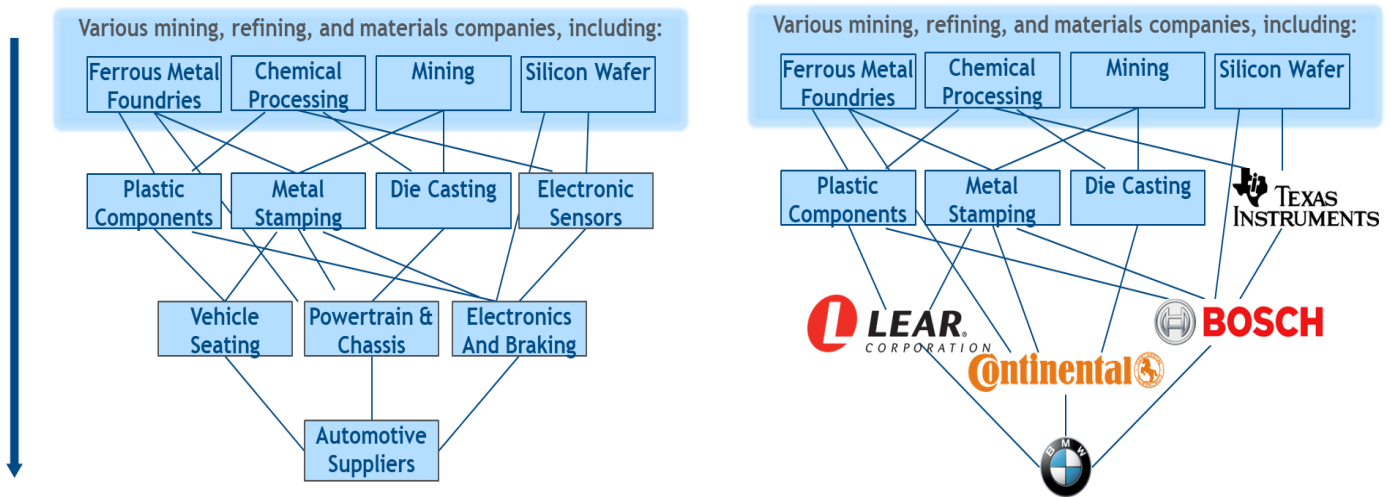 Various mining, refining, and materials companies, including:
Ferrous Metal
Foundries
Chemical
Processing
Mining
Silicon Wafer
Plastic
Components
Metal
Stamping
Die Casting
Electronic
Sensors
Vehicle
Seating
Powertrain &
Chassis
Electronics
And Braking
Automotive
Suppliers
Various mining, refining, and materials companies, including:
Ferrous Metal
Foundries
Chemical
Processing
Mining
Silicon Wafer
Plastic
Components
Metal
Stamping
Die Casting
TEXAS
INSTRUMENTS
LEAR.
CORPORATION
Continental
BOSCH
BMW